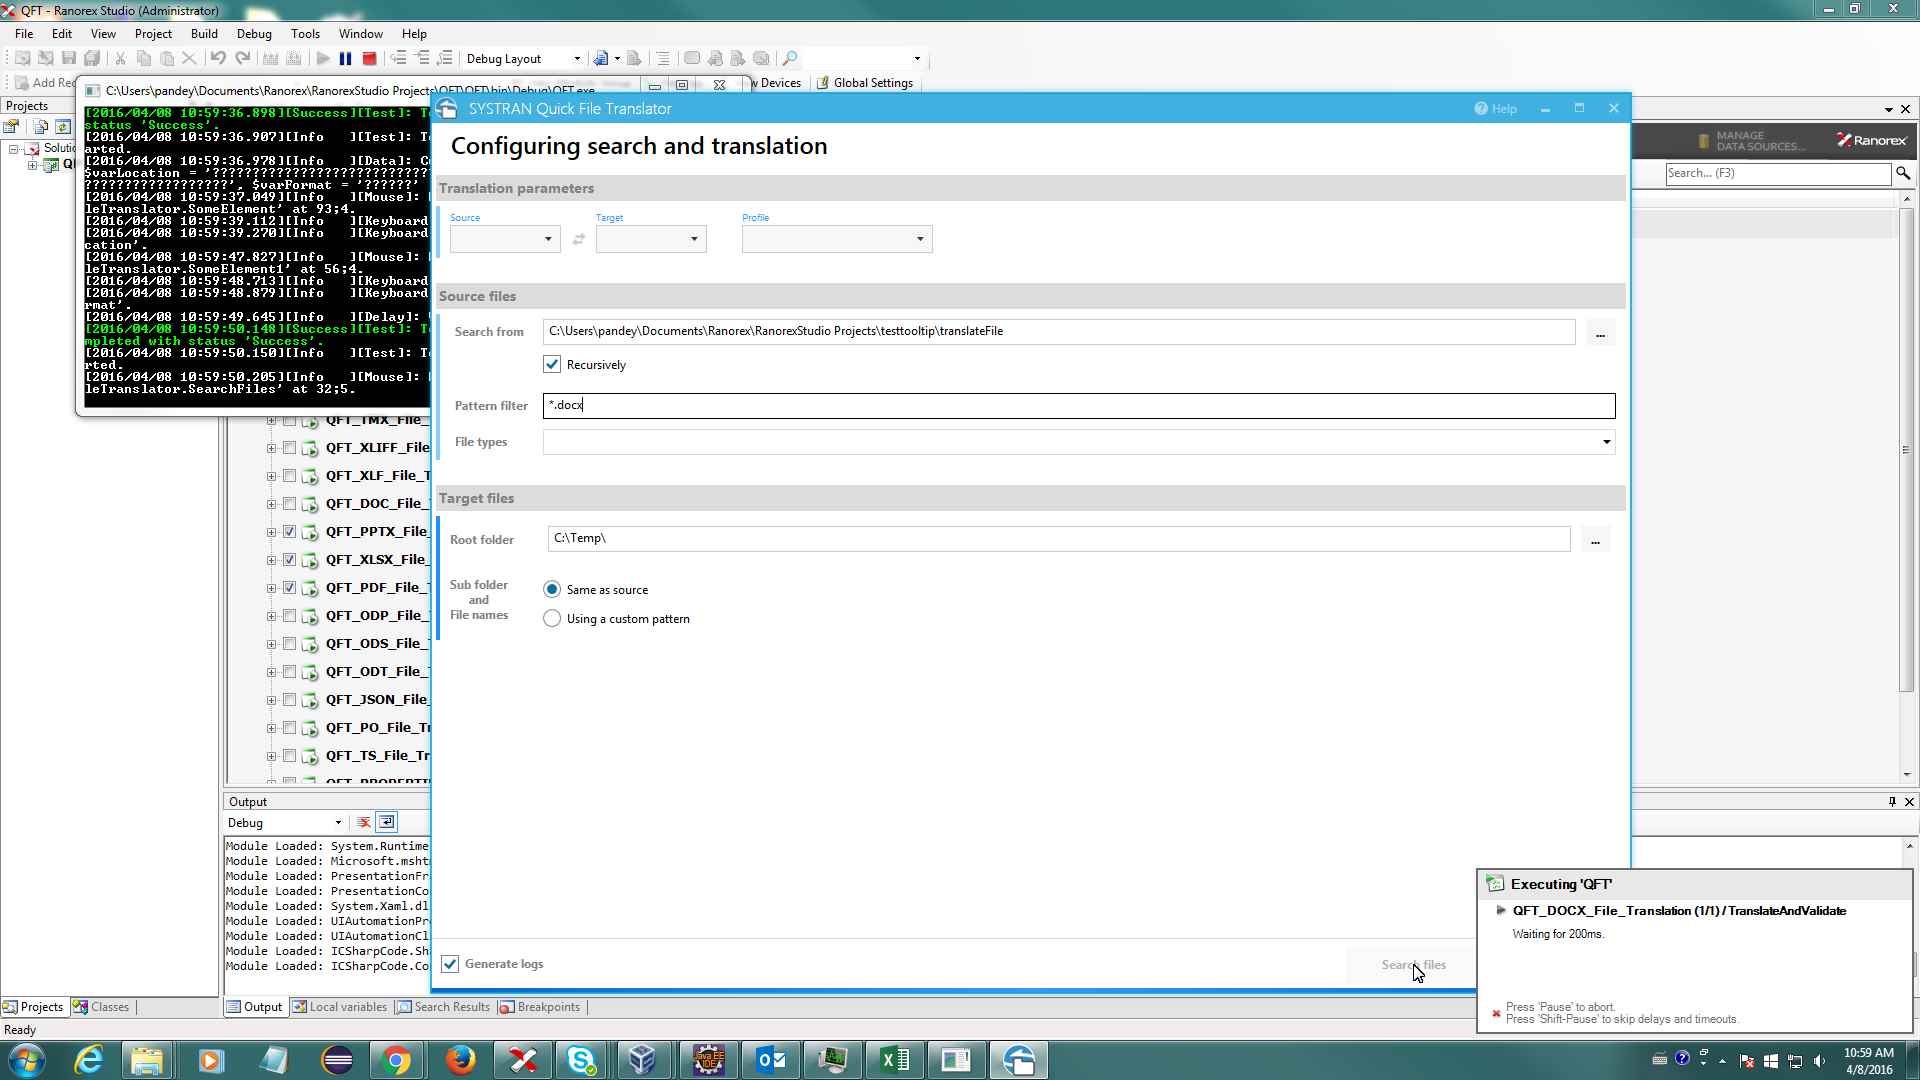 QFT - Ranorex Studio (Administrator)
File Edit View Project Build Debug Tools Window Help
Debug Layout
Add Rec
Devices Global Settings
Projects
C:\Users\pandey\Documents\Ranorex\RanorexStudio Projects\QFT\QFT\bin\Debug\QFT.exe
[2016/04/08 10:59:36.898][Success][Test]: T
status 'Success'.
[2016/04/08 10:59:36.907][Info   ][Test]: T
arted.
[2016/04/08 10:59:36.978][Info   ][Data]: C
$varLocation = '???????????????????????????
??????????????????', $varFormat = '??????'
[2016/04/08 10:59:37.049][Info   ][Mouse]:
leTranslator.SomeElement' at 93;4.
[2016/04/08 10:59:39.112][Info   ][Keyboard
[2016/04/08 10:59:39.270][Info   ][Keyboard
cation'.
[2016/04/08 10:59:47.827][Info   ][Mouse]:
leTranslator.SomeElement1' at 56;4.
[2016/04/08 10:59:48.713][Info   ][Keyboard
[2016/04/08 10:59:48.879][Info   ][Keyboard
rmat'.
[2016/04/08 10:59:49.645][Info   ][Delay]:
[2016/04/08 10:59:50.148][Success][Test]: T
mpleted with status 'Success'.
[2016/04/08 10:59:50.150][Info   ][Test]: T
rted.
[2016/04/08 10:59:50.205][Info   ][Mouse]:
leTranslator.SearchFiles' at 32;5.
Solutio
Q
MANAGE
DATA SOURCES...
Ranorex
Search... (F3)
SYSTRAN Quick File Translator
Help
Configuring search and translation
Translation parameters
Source Target Profile
Source files
Search from C:\Users\pandey\Documents\Ranorex\RanorexStudio Projects\testtooltip\translateFile ...
Recursively
Pattern filter *.docx
File types
Target files
Root folder C:\Temp\ ...
Sub folder
and
File names
Same as source
Using a custom pattern
Generate logs
Search files
QFT_TMX_File_
QFT_XLIFF_File
QFT_XLF_File_T
QFT_DOC_File_
QFT_PPTX_File_
QFT_XLSX_File_
QFT_PDF_File_T
QFT_ODP_File_
QFT_ODS_File_
QFT_ODT_File_
QFT_JSON_File_
QFT_PO_File_Tr
QFT_TS_File_Tr
Output
Debug
Module Loaded: System.Runtime
Module Loaded: Microsoft.msht
Module Loaded: PresentationFr
Module Loaded: PresentationCo
Module Loaded: System.Xaml.dl
Module Loaded: UIAutomationPr
Module Loaded: UIAutomationCl
Module Loaded: ICSharpCode.Sh
Module Loaded: ICSharpCode.Co
Executing 'QFT'
QFT_DOCX_File_Translation (1/1) / TranslateAndValidate
Waiting for 200ms.
Press 'Pause' to abort.
Press 'Shift-Pause' to skip delays and timeouts.
Projects Classes
Output Local variables Search Results Breakpoints
Ready
Java EE
IDE
10:59 AM
4/8/2016